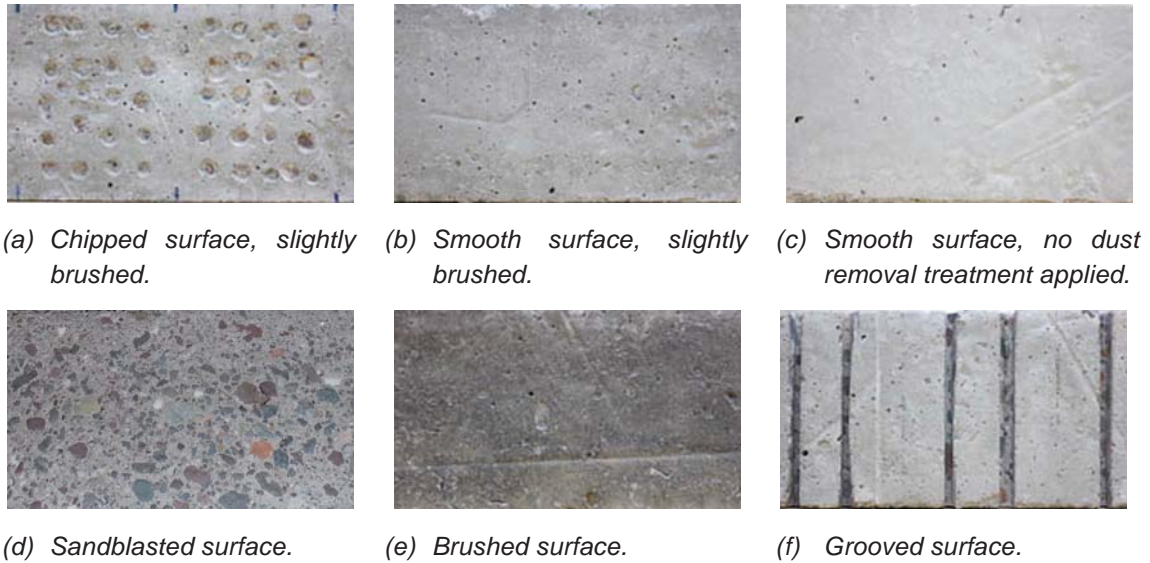 (a) Chipped surface, slightly
brushed.
(b) Smooth surface, slightly
brushed.
(c) Smooth surface, no dust
removal treatment applied.
(d) Sandblasted surface.
(e) Brushed surface.
(f) Grooved surface.